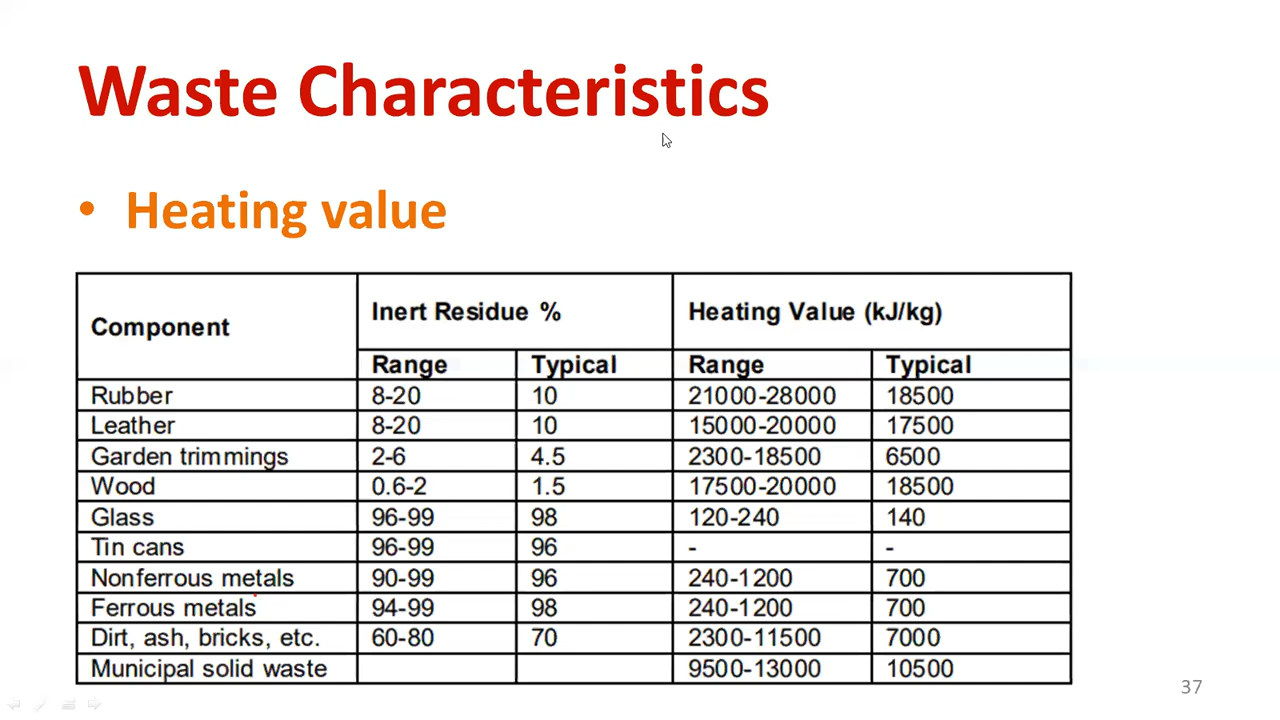 Waste Characteristics
• Heating value
Component Inert Residue % Heating Value (kJ/kg)
Range Typical Range Typical
Rubber 8-20 10 21000-28000 18500
Leather 8-20 10 15000-20000 17500
Garden trimmings 2-6 4.5 2300-18500 6500
Wood 0.6-2 1.5 17500-20000 18500
Glass 96-99 98 120-240 140
Tin cans 96-99 96 - -
Nonferrous metals 90-99 96 240-1200 700
Ferrous metals 94-99 98 240-1200 700
Dirt, ash, bricks, etc. 60-80 70 2300-11500 7000
Municipal solid waste 9500-13000 10500
37